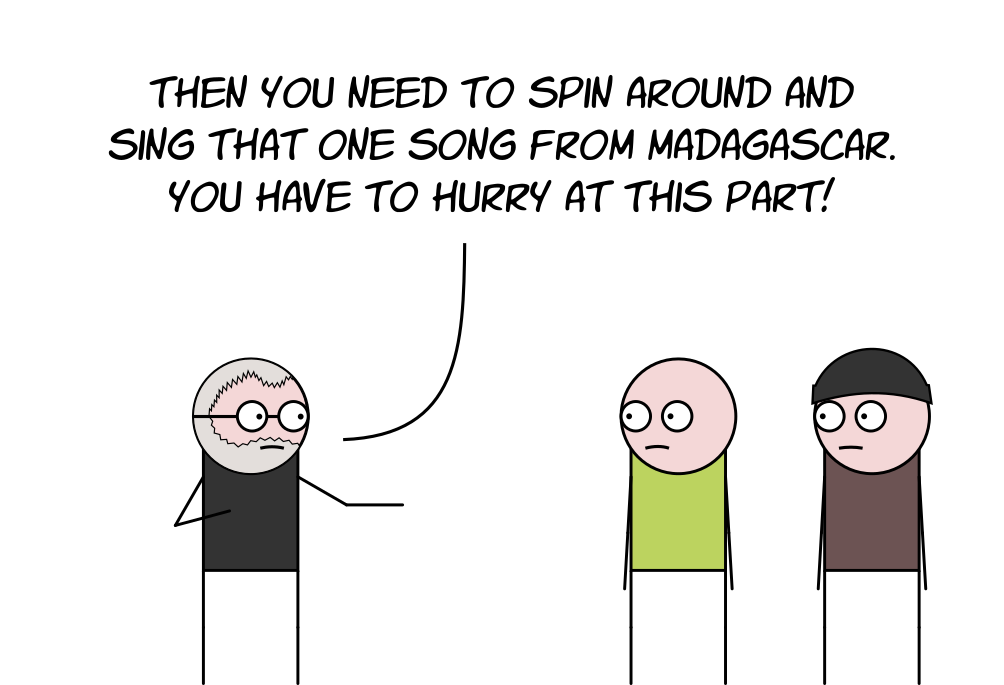 THEN YOU NEED TO SPIN AROUND AND
SING THAT ONE SONG FROM MADAGASCAR.
YOU HAVE TO HURRY AT THIS PART!